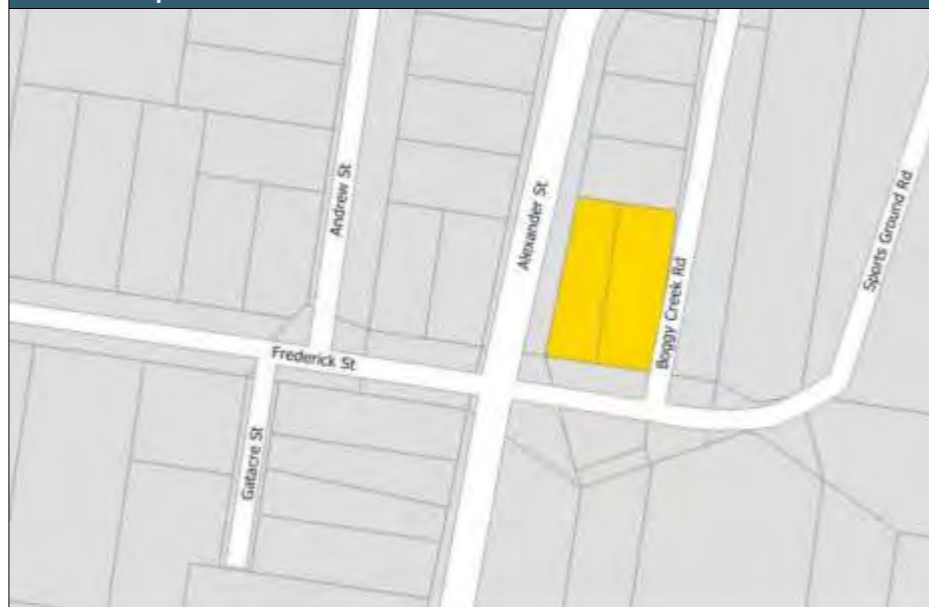 Andrew St
Alexander St
Sports Ground Rd
Boggy Creek Rd
Frederick St
Gatacre St